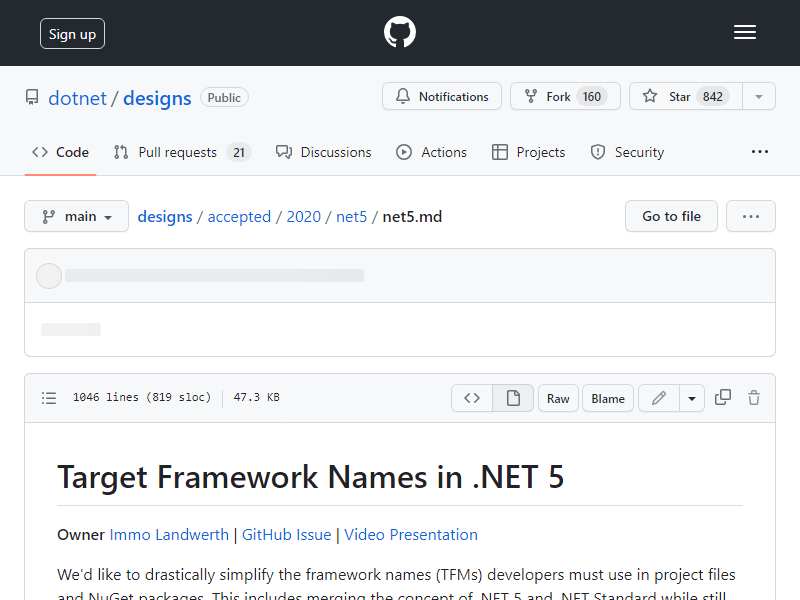 Sign up
dotnet / designs Public
Notifications
Fork 160
Star 842
Code
Pull requests 21
Discussions
Actions
Projects
Security
main
designs / accepted / 2020 / net5 / net5.md
Go to file
1046 lines (819 sloc)
47.3 KB
Raw
Blame
Target Framework Names in .NET 5
Owner Immo Landwerth | GitHub Issue | Video Presentation
We'd like to drastically simplify the framework names (TFMs) developers must use in project files
and NuGet packages. This includes merging the concept of .NET 5 and .NET Standard while still